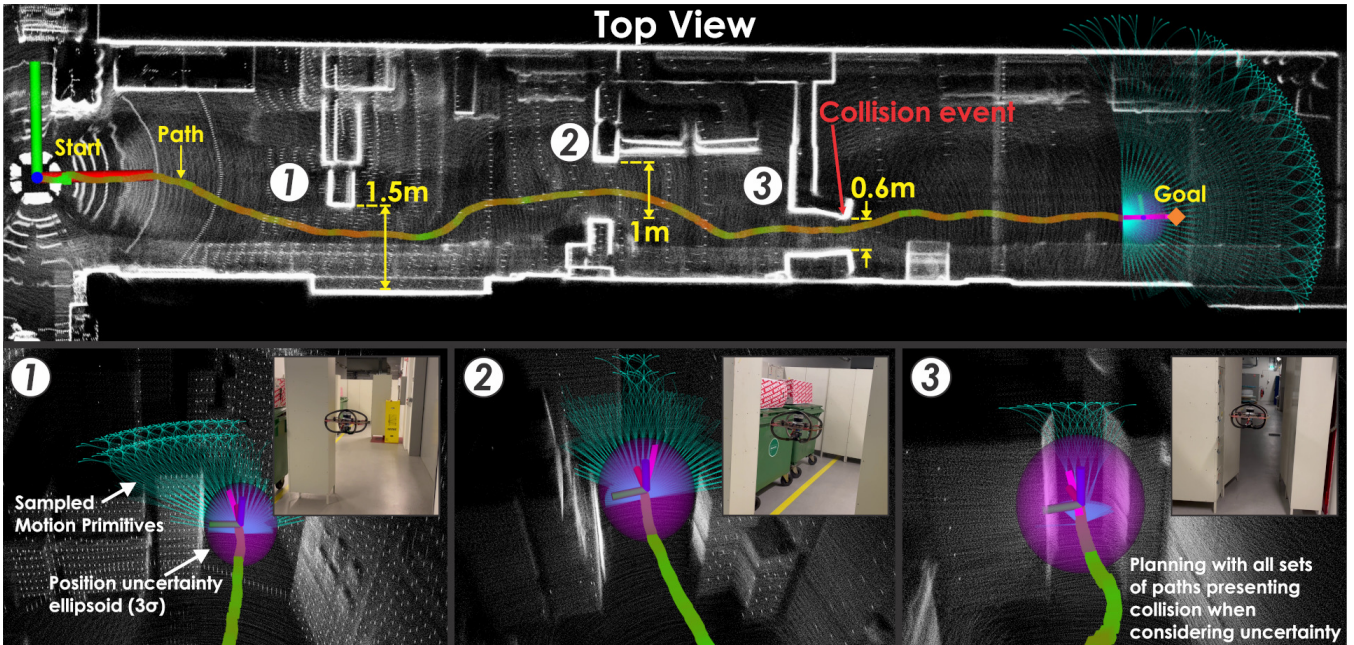 Top View
Start
Path
1
1.5m
2
1m
3
Collision event
0.6m
Goal
1
Sampled
Motion Primitives
Position uncertainty
ellipsoid (3σ)
2
3
Planning with all sets
of paths presenting
collision when
considering uncertainty